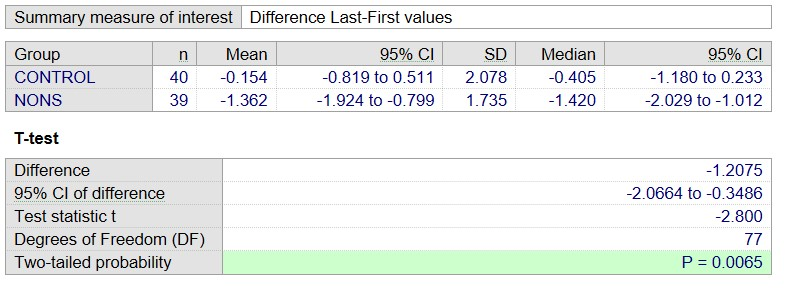 Summary measure of interest Difference Last-First values
Group n Mean 95% CI SD Median 95% CI
CONTROL 40 -0.154 -0.819 to 0.511 2.078 -0.405 -1.180 to 0.233
NONS 39 -1.362 -1.924 to -0.799 1.735 -1.420 -2.029 to -1.012
T-test
Difference -1.2075
95% CI of difference -2.0664 to -0.3486
Test statistic t -2.800
Degrees of Freedom (DF) 77
Two-tailed probability P = 0.0065